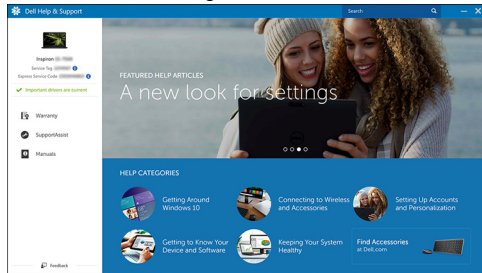 Dell Help & Support
Search
Inspiron
Service Tag
Express Service Code
Important drivers are current
Warranty
SupportAssist
Manuals
Feedback
FEATURED HELP ARTICLES
A new look for settings
HELP CATEGORIES
Getting Around
Windows 10
Connecting to Wireless
and Accessories
Setting Up Accounts
and Personalization
Getting to Know Your
Device and Software
Keeping Your System
Healthy
Find Accessories
at Dell.com